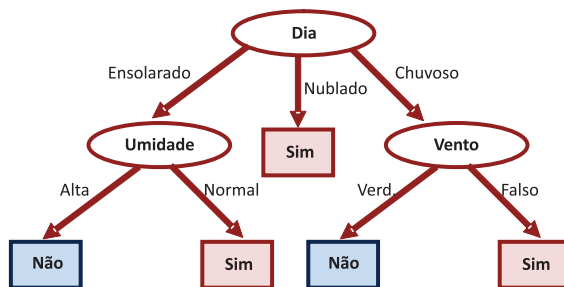 Dia
Ensolarado
Nublado
Chuvoso
Umidade
Sim
Vento
Alta
Normal
Verd.
Falso
Não
Sim
Não
Sim